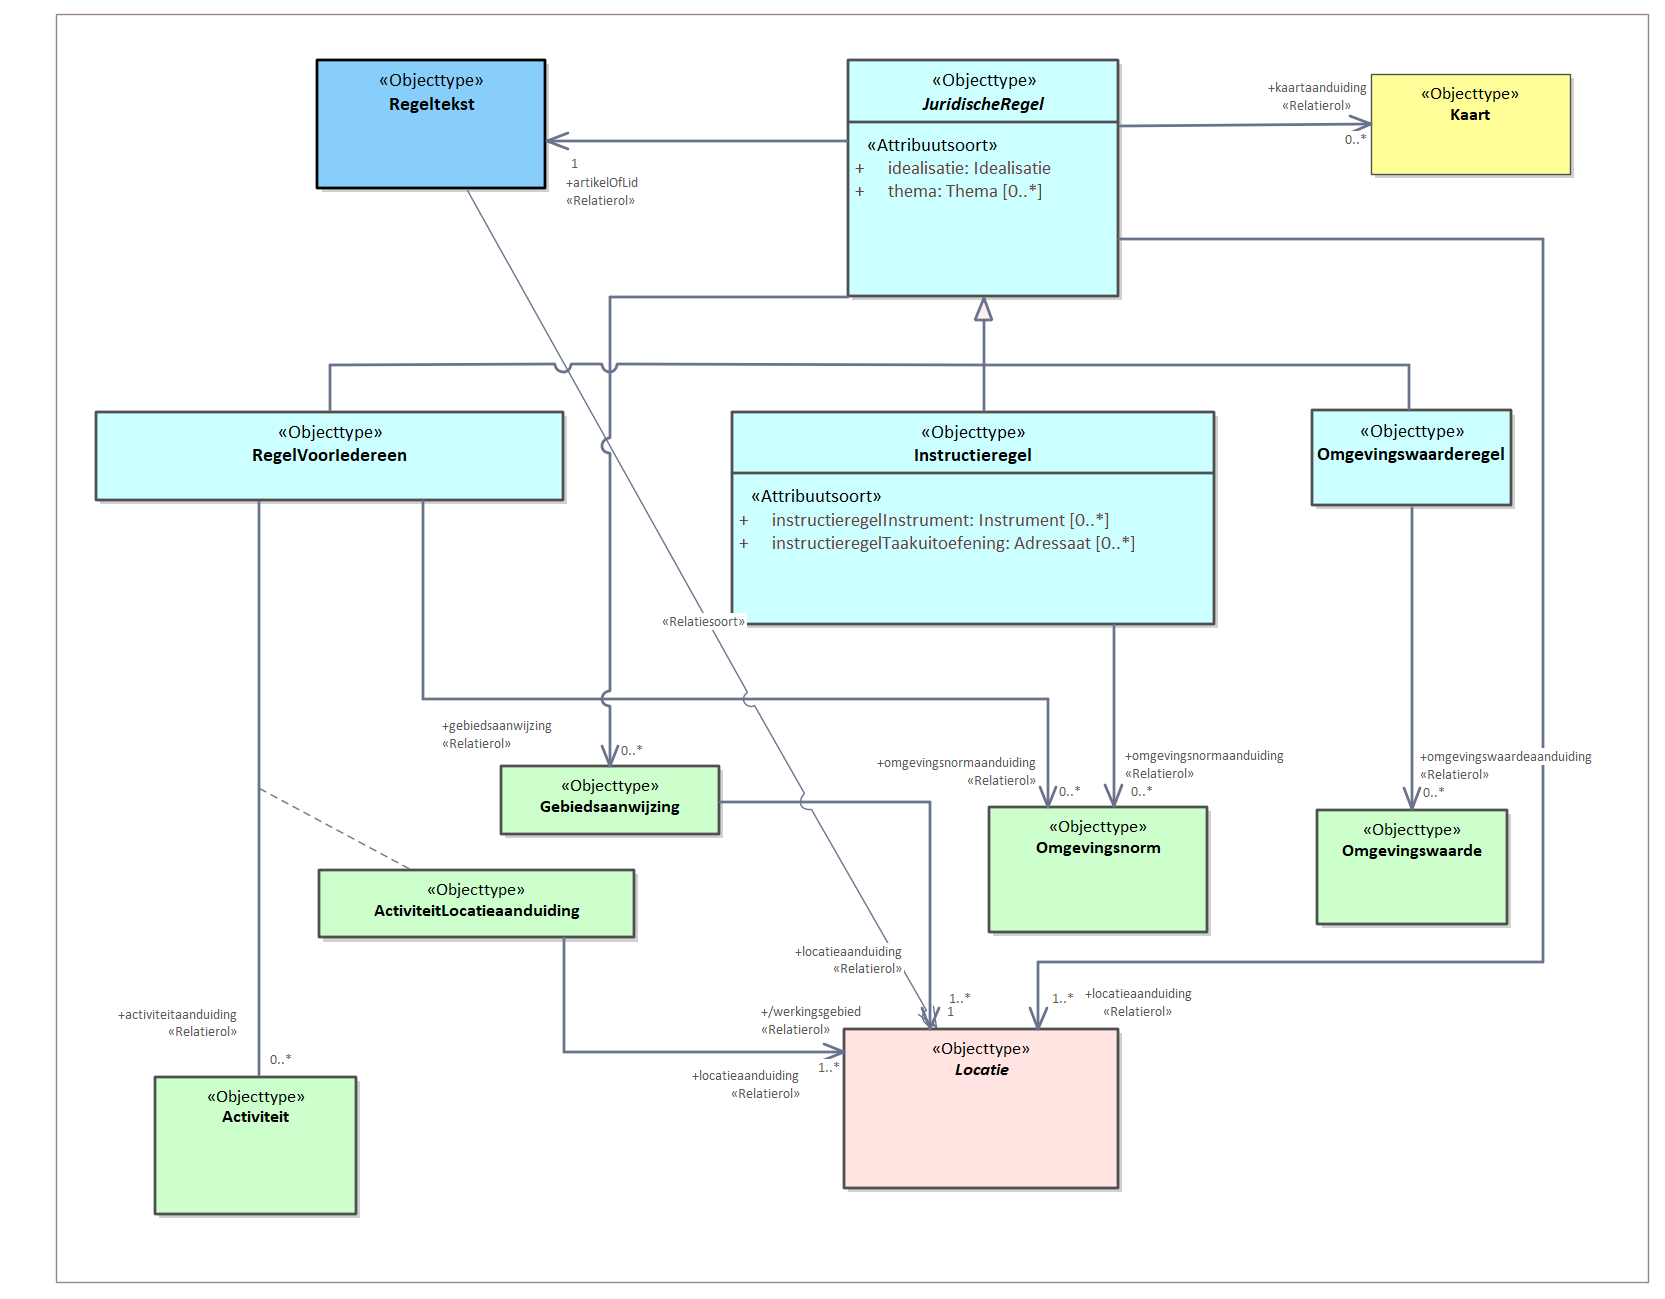 «Objecttype»
Regeltekst
«Objecttype»
JuridischeRegel
«Attribuutsoort»
+ idealisatie: Idealisatie
+ thema: Thema [0..*]
+kaartaanduiding
«Relatierol»
0..*
«Objecttype»
Kaart
1
+artikelOfLid
«Relatierol»
«Objecttype»
RegelVoorIedereen
«Objecttype»
Instructieregel
«Attribuutsoort»
+ instructieregelInstrument: Instrument [0..*]
+ instructieregelTaakuitoefening: Adressaat [0..*]
«Objecttype»
Omgevingswaarderegel
«Relatiesoort»
+gebiedsaanwijzing
«Relatierol»
0..*
+omgevingsnormaanduiding
«Relatierol»
0..*
+omgevingsnormaanduiding
«Relatierol»
0..*
+omgevingswaardeaanduiding
«Relatierol»
0..*
«Objecttype»
Gebiedsaanwijzing
«Objecttype»
Omgevingsnorm
«Objecttype»
Omgevingswaarde
«Objecttype»
ActiviteitLocatieaanduiding
+locatieaanduiding
«Relatierol»
1..*
1
1..*
+locatieaanduiding
«Relatierol»
+activiteitaanduiding
«Relatierol»
0..*
+/werkingsgebied
«Relatierol»
1..*
+locatieaanduiding
«Relatierol»
«Objecttype»
Locatie
«Objecttype»
Activiteit